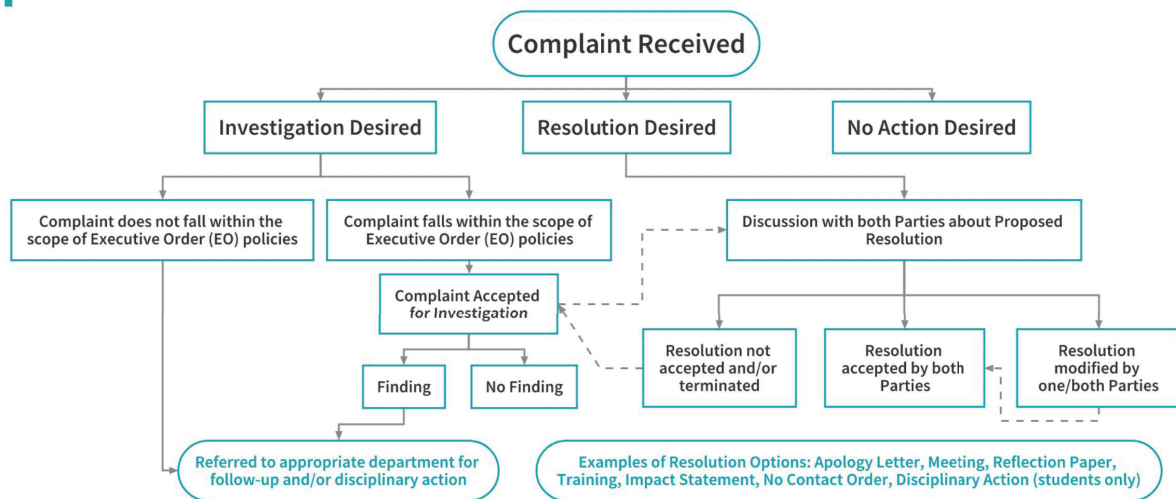 Complaint Received
Investigation Desired
Resolution Desired
No Action Desired
Complaint does not fall within the
scope of Executive Order (EO) policies
Complaint falls within the scope of
Executive Order (EO) policies
Discussion with both Parties about Proposed
Resolution
Complaint Accepted
for Investigation
Resolution not
accepted and/or
terminated
Resolution
accepted by both
Parties
Resolution
modified by
one/both Parties
Finding
No Finding
Referred to appropriate department for
follow-up and/or disciplinary action
Examples of Resolution Options: Apology Letter, Meeting, Reflection Paper,
Training, Impact Statement, No Contact Order, Disciplinary Action (students only)